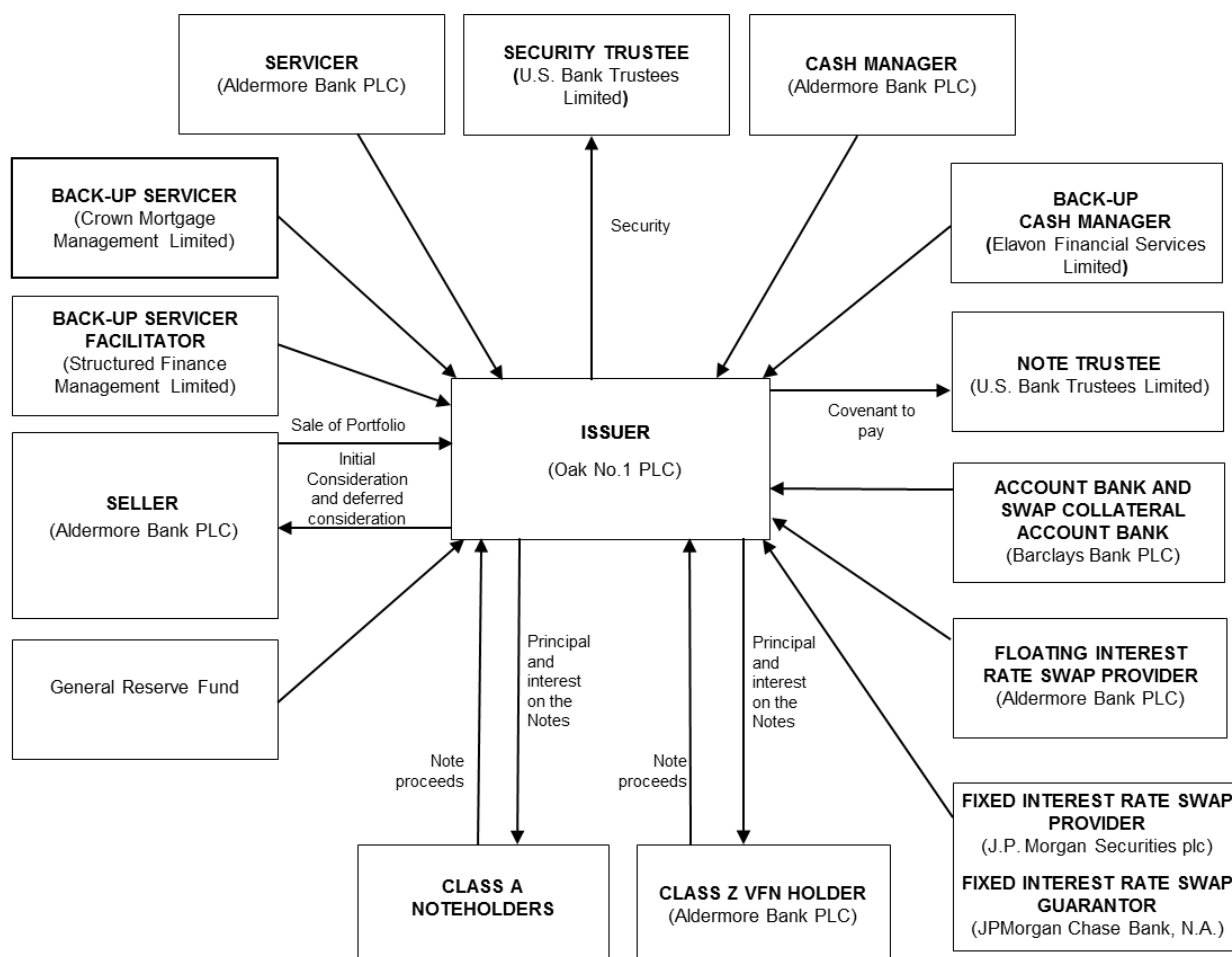 SERVICER
(Aldermore Bank PLC)
SECURITY TRUSTEE
(U.S. Bank Trustees
Limited)
CASH MANAGER
(Aldermore Bank PLC)
BACK-UP SERVICER
(Crown Mortgage
Management Limited)
Security
BACK-UP
CASH MANAGER
(Elavon Financial Services
Limited)
BACK-UP SERVICER
FACILITATOR
(Structured Finance
Management Limited)
NOTE TRUSTEE
(U.S. Bank Trustees Limited)
Sale of Portfolio
Covenant to
pay
ISSUER
(Oak No.1 PLC)
Initial
Consideration
and deferred
consideration
SELLER
(Aldermore Bank PLC)
ACCOUNT BANK AND
SWAP COLLATERAL
ACCOUNT BANK
(Barclays Bank PLC)
General Reserve Fund
Principal
and
interest
on the
Notes
Principal
and
interest
on the
Notes
FLOATING INTEREST
RATE SWAP PROVIDER
(Aldermore Bank PLC)
Note
proceeds
Note
proceeds
FIXED INTEREST RATE SWAP
PROVIDER
(J.P. Morgan Securities plc)
FIXED INTEREST RATE SWAP
GUARANTOR
(JPMorgan Chase Bank, N.A.)
CLASS A
NOTEHOLDERS
CLASS Z VFN HOLDER
(Aldermore Bank PLC)